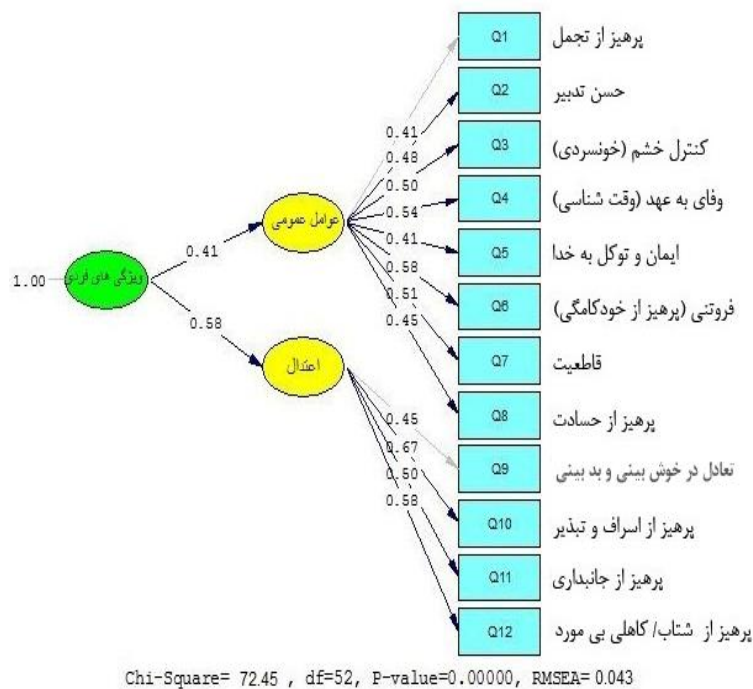 Q1 پرهیز از تجمل
Q2 حسن تدبیر
Q3 کنترل خشم (خونسردی)
Q4 وفای به عهد (وقت شناسی)
Q5 ایمان و توکل به خدا
Q6 فروتنی (پرهیز از خودکامگی)
Q7 قاطعیت
Q8 پرهیز از حسادت
Q9 تعادل در خوش بینی و بد بینی
Q10 پرهیز از اسراف و تبذیر
Q11 پرهیز از جانبداری
Q12 پرهیز از شتاب/ کاهلی بی مورد
0.41
0.48
0.50
0.54
0.41
0.58
0.51
0.45
عوامل عمومی
0.41
1.00
ویژگی های فردی
0.58
اعتدال
0.45
0.67
0.50
0.58
Chi-Square= 72.45 , df=52, P-value=0.00000, RMSEA= 0.043